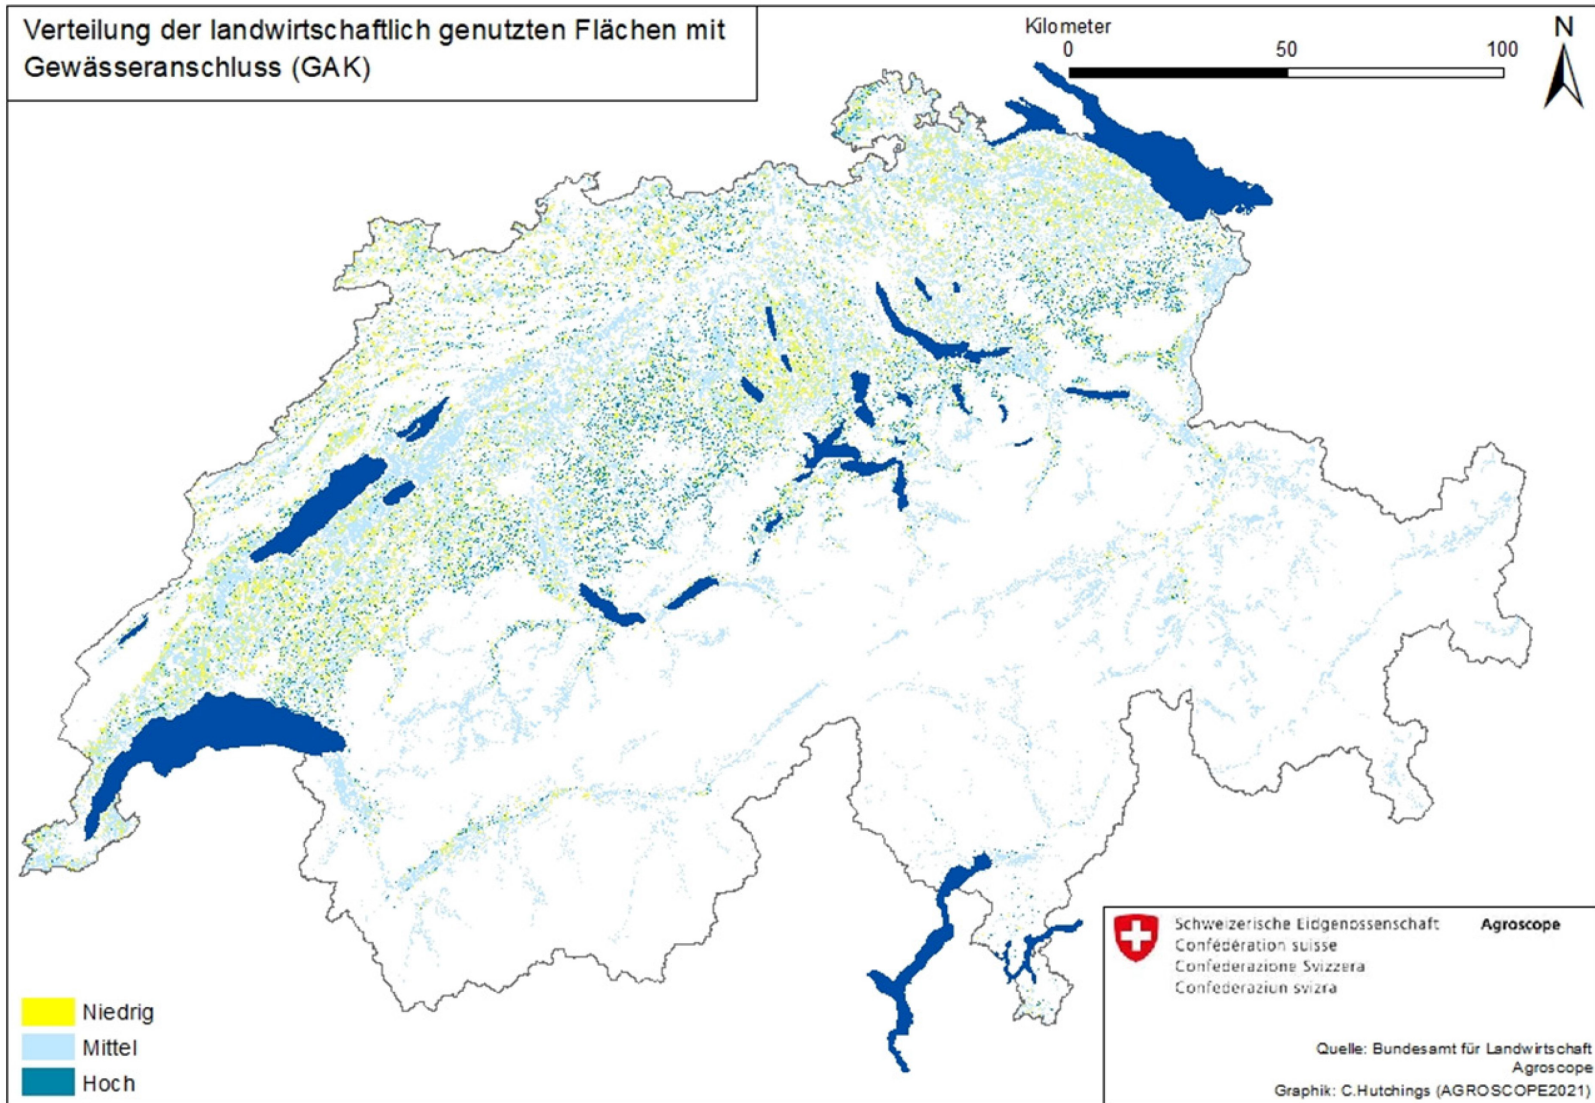 Verteilung der landwirtschaftlich genutzten Flächen mit
Gewässeranschluss (GAK)
Kilometer
0 50 100
N
Niedrig
Mittel
Hoch
Schweizerische Eidgenossenschaft
Confédération suisse
Confederazione Svizzera
Confederaziun svizra
Agroscope
Quelle: Bundesamt für Landwirtschaft
Agroscope
Graphik: C.Hutchings (AGROSCOPE2021)